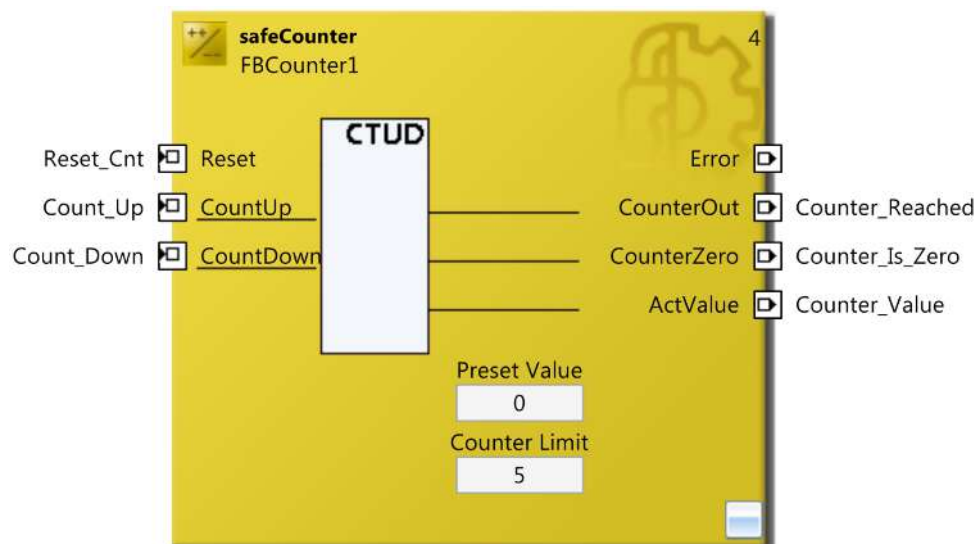 safeCounter
4
FBCounter1
CTUD
Reset_Cnt Reset Error
Count_Up CountUp CounterOut Counter_Reached
Count_Down CountDown CounterZero Counter_Is_Zero
ActValue Counter_Value
Preset Value
0
Counter Limit
5